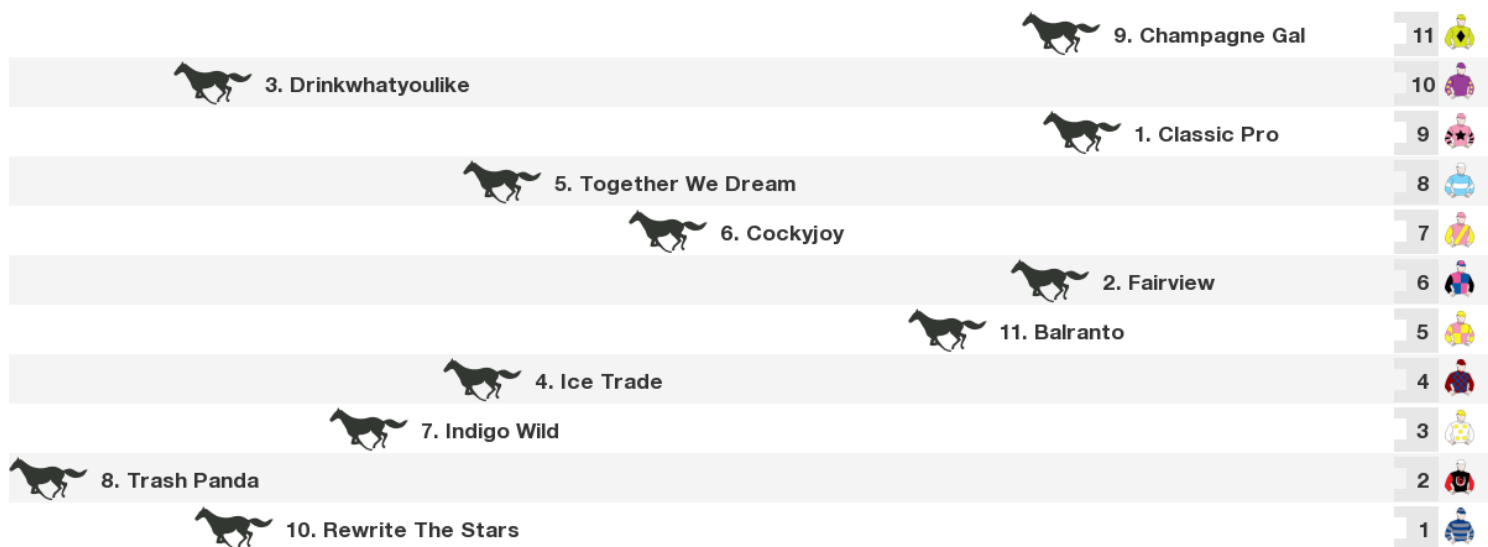 9. Champagne Gal 11
3. Drinkwhatyoulike 10
1. Classic Pro 9
5. Together We Dream 8
6. Cockyjoy 7
2. Fairview 6
11. Balranto 5
4. Ice Trade 4
7. Indigo Wild 3
8. Trash Panda 2
10. Rewrite The Stars 1